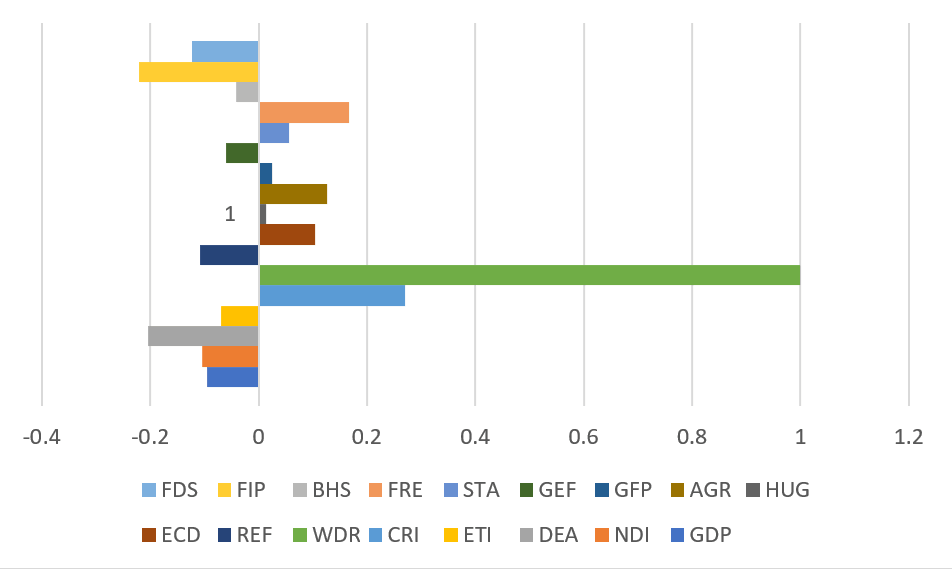 1
-0.4 -0.2 0 0.2 0.4 0.6 0.8 1 1.2
FDS FIP BHS FRE STA GEF GFP AGR HUG
ECD REF WDR CRI ETI DEA NDI GDP